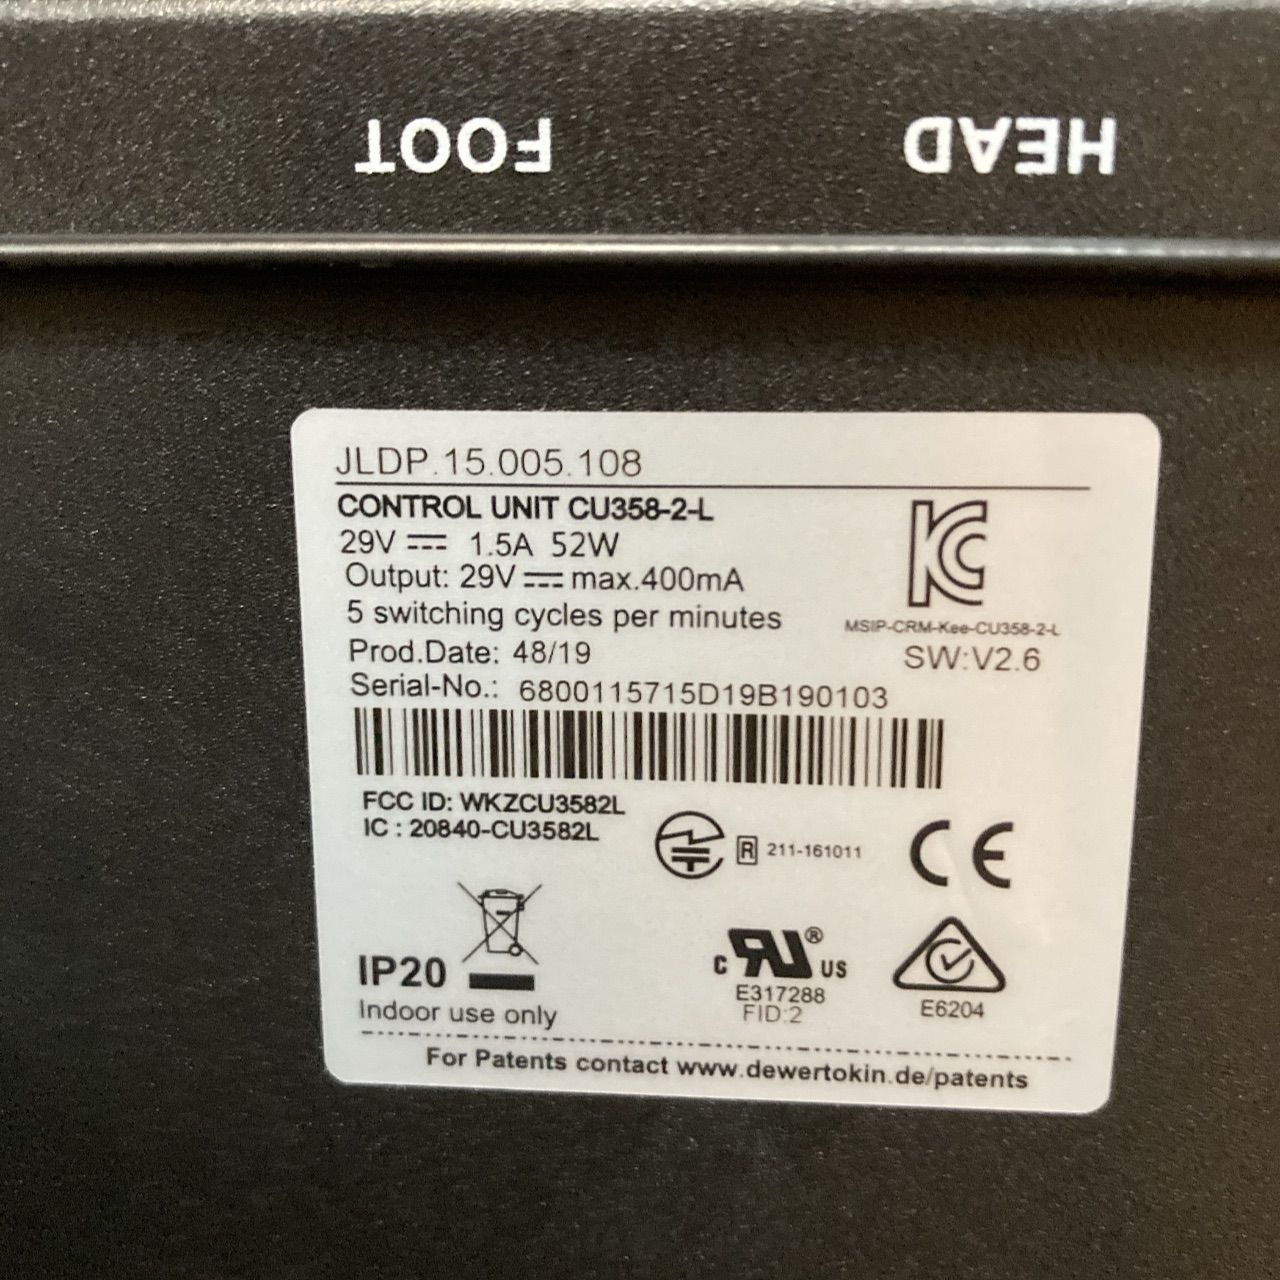 FOOT HEAD
JLDP.15.005.108
CONTROL UNIT CU358-2-L
29V 1.5A 52W
Output: 29V max.400mA
5 switching cycles per minutes
MSIP-CRM-Kee-CU358-2-L
Prod.Date: 48/19
SW:V2.6
Serial-No.: 6800115715D19B190103
FCC ID: WKZCU3582L
IC : 20840-CU3582L
R 211-161011
CE
IP20
Indoor use only
c RU® US
E317288
FID:2
E6204
For Patents contact www.dewertokin.de/patents